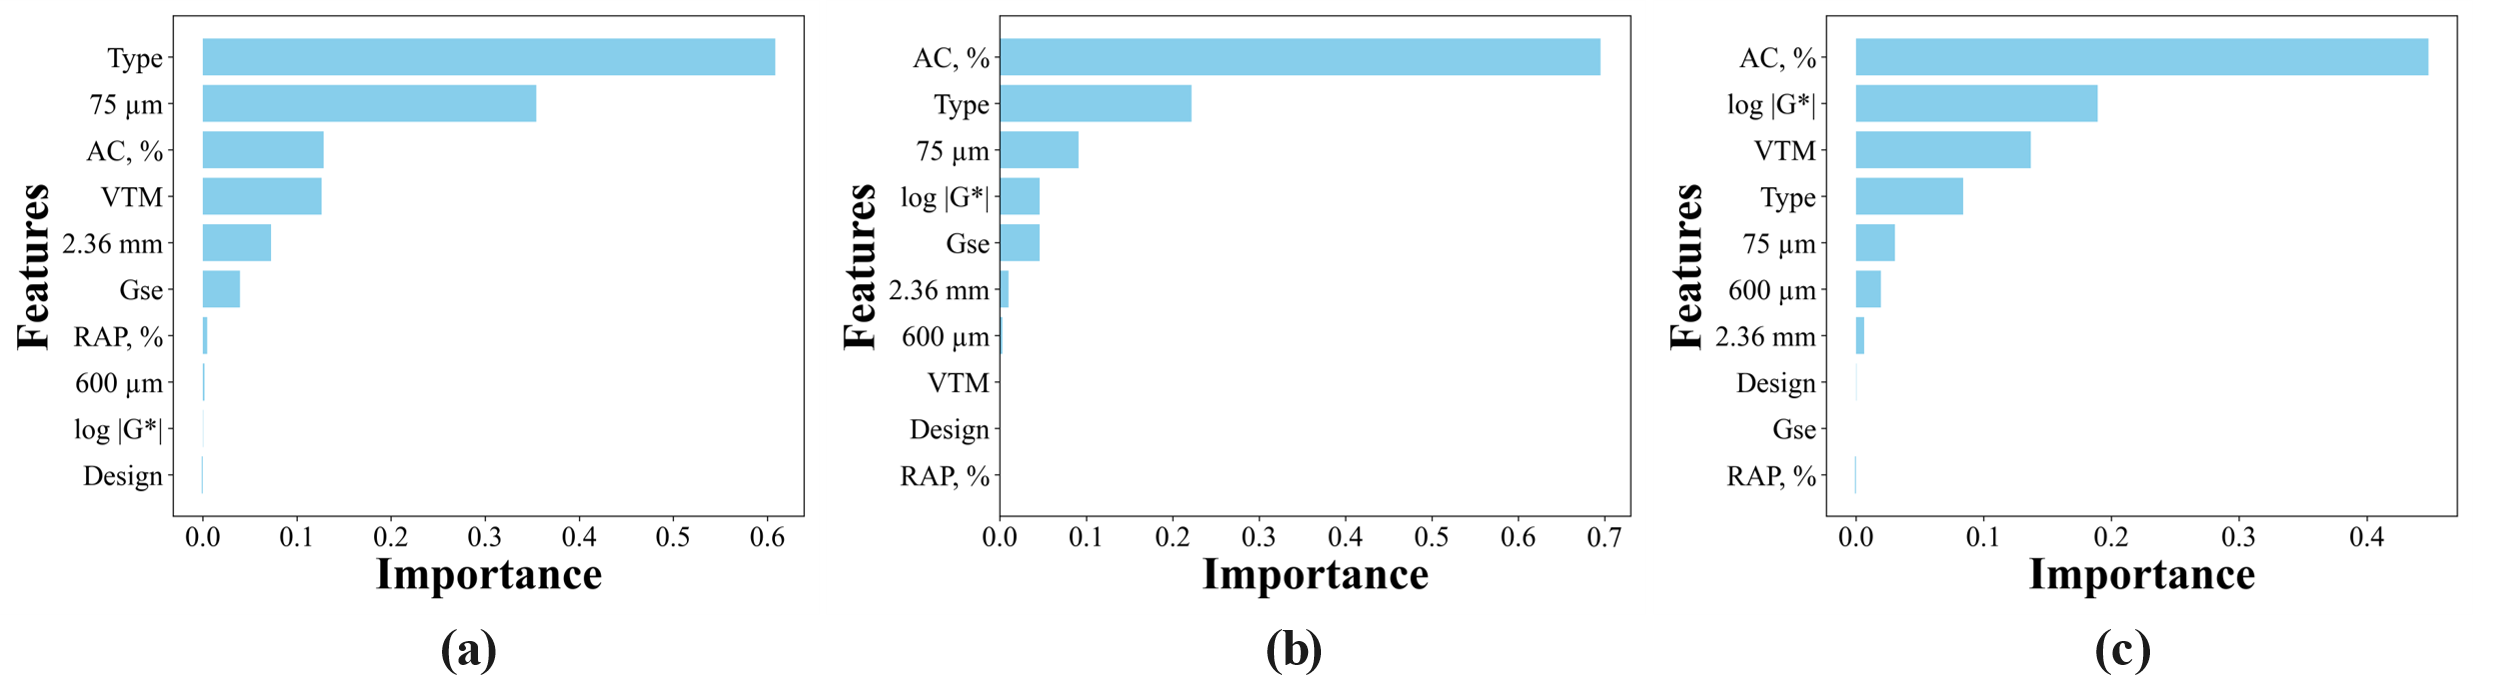 Features
Type
75 µm
AC, %
VTM
2.36 mm
Gse
RAP, %
600 µm
log |G*|
Design
0.0 0.1 0.2 0.3 0.4 0.5 0.6
Importance
(a)
Features
AC, %
Type
75 µm
log |G*|
Gse
2.36 mm
600 µm
VTM
Design
RAP, %
0.0 0.1 0.2 0.3 0.4 0.5 0.6 0.7
Importance
(b)
Features
AC, %
log |G*|
VTM
Type
75 µm
600 µm
2.36 mm
Design
Gse
RAP, %
0.0 0.1 0.2 0.3 0.4
Importance
(c)